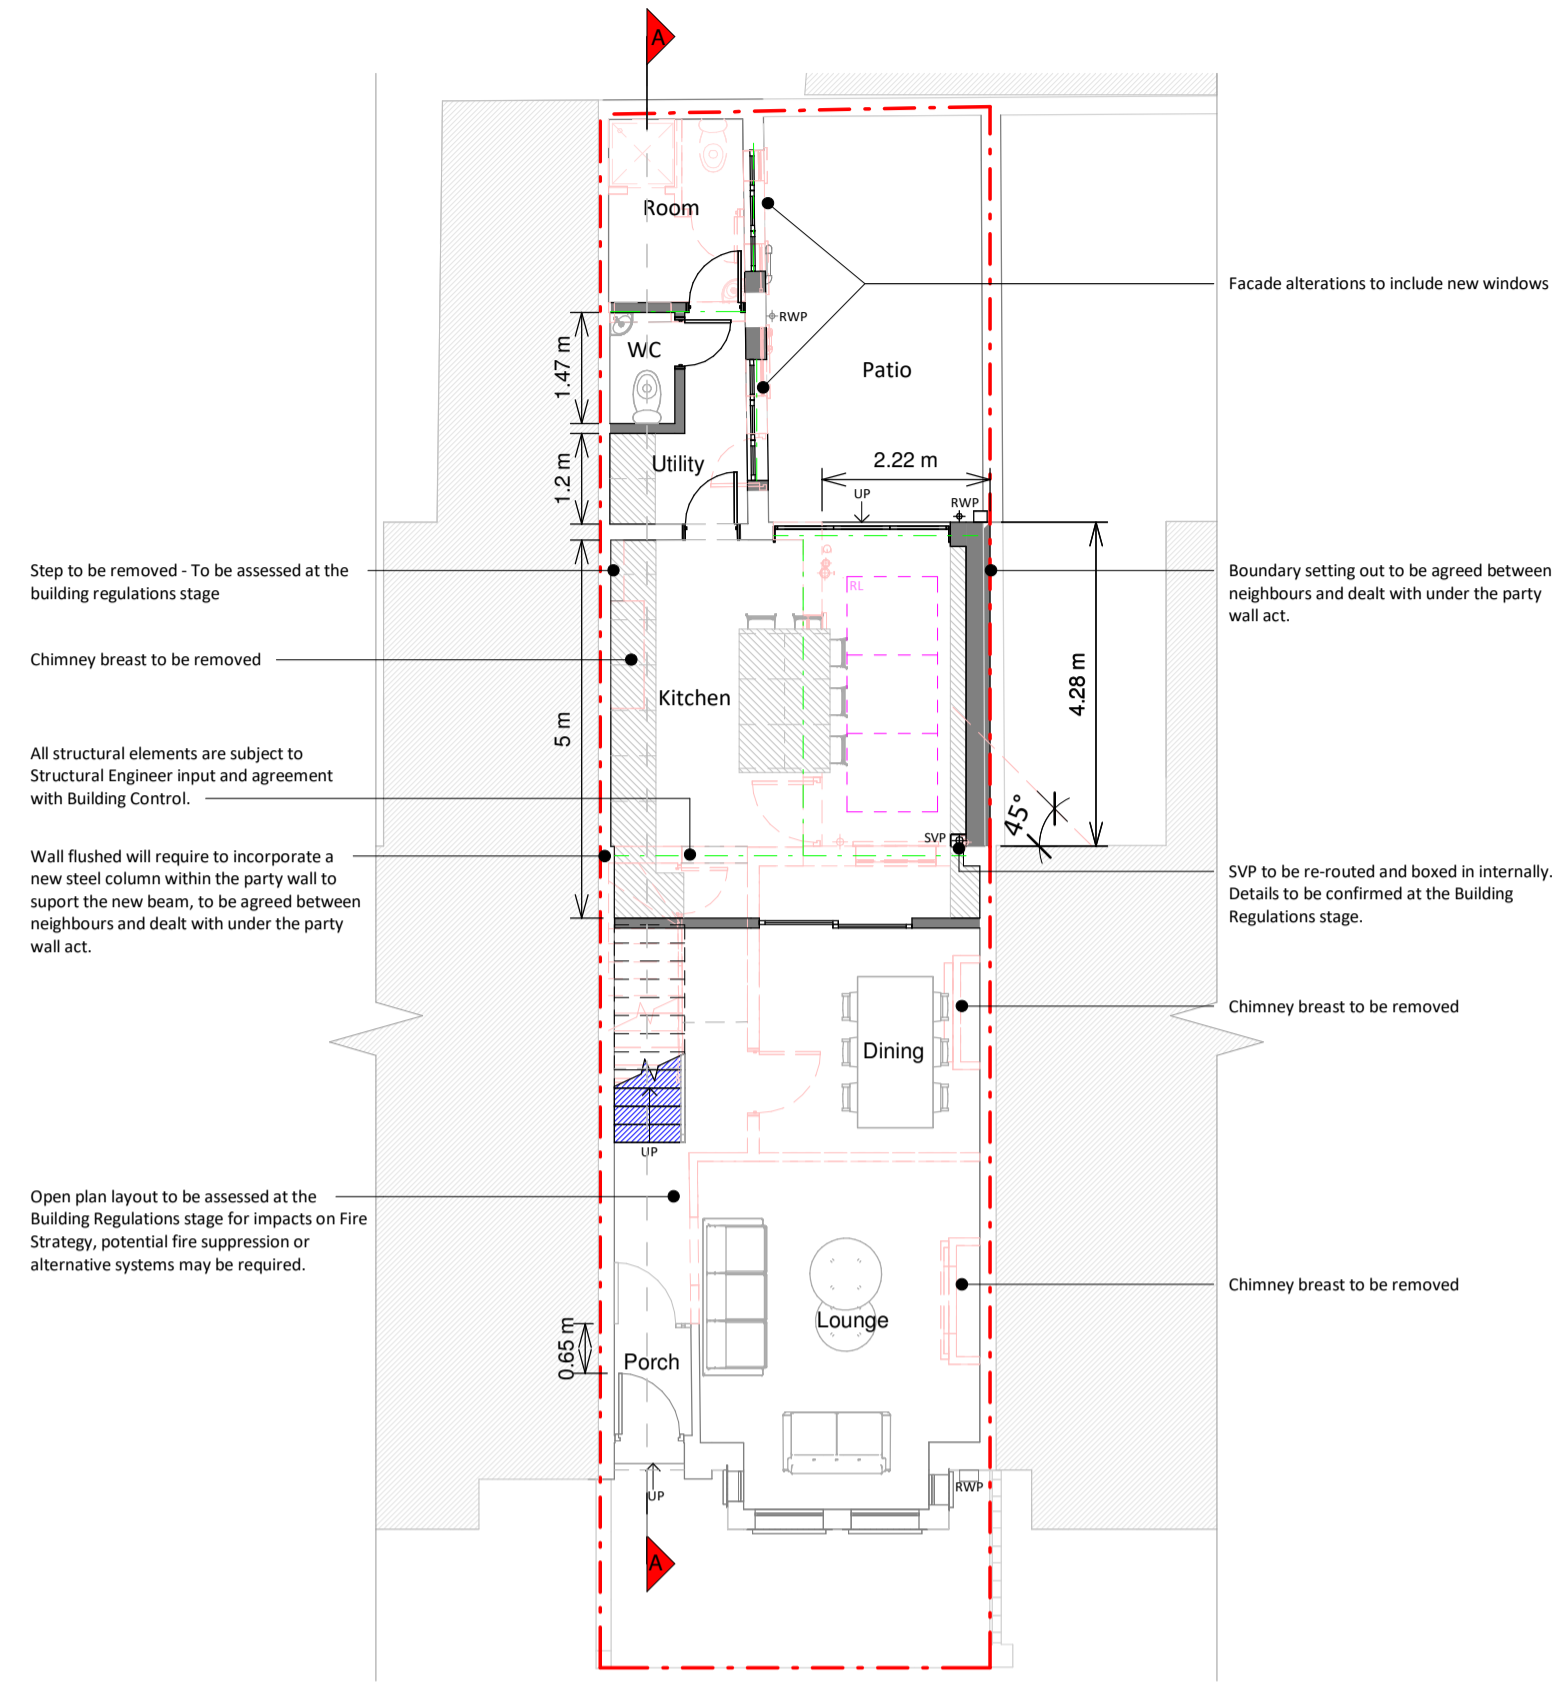 A
Room
Facade alterations to include new windows
RWP
WC
1.47 m
Patio
Utility
1.2 m
2.22 m
UP
RWP
Step to be removed - To be assessed at the
building regulations stage
Boundary setting out to be agreed between
neighbours and dealt with under the party
wall act.
RL
Chimney breast to be removed
Kitchen
4.28 m
5 m
All structural elements are subject to
Structural Engineer input and agreement
with Building Control.
45°
SVP
Wall flushed will require to incorporate a
new steel column within the party wall to
suport the new beam, to be agreed between
neighbours and dealt with under the party
wall act.
SVP to be re-routed and boxed in internally.
Details to be confirmed at the Building
Regulations stage.
Chimney breast to be removed
Dining
UP
Open plan layout to be assessed at the
Building Regulations stage for impacts on Fire
Strategy, potential fire suppression or
alternative systems may be required.
Chimney breast to be removed
Lounge
0.65 m
Porch
RWP
UP
A